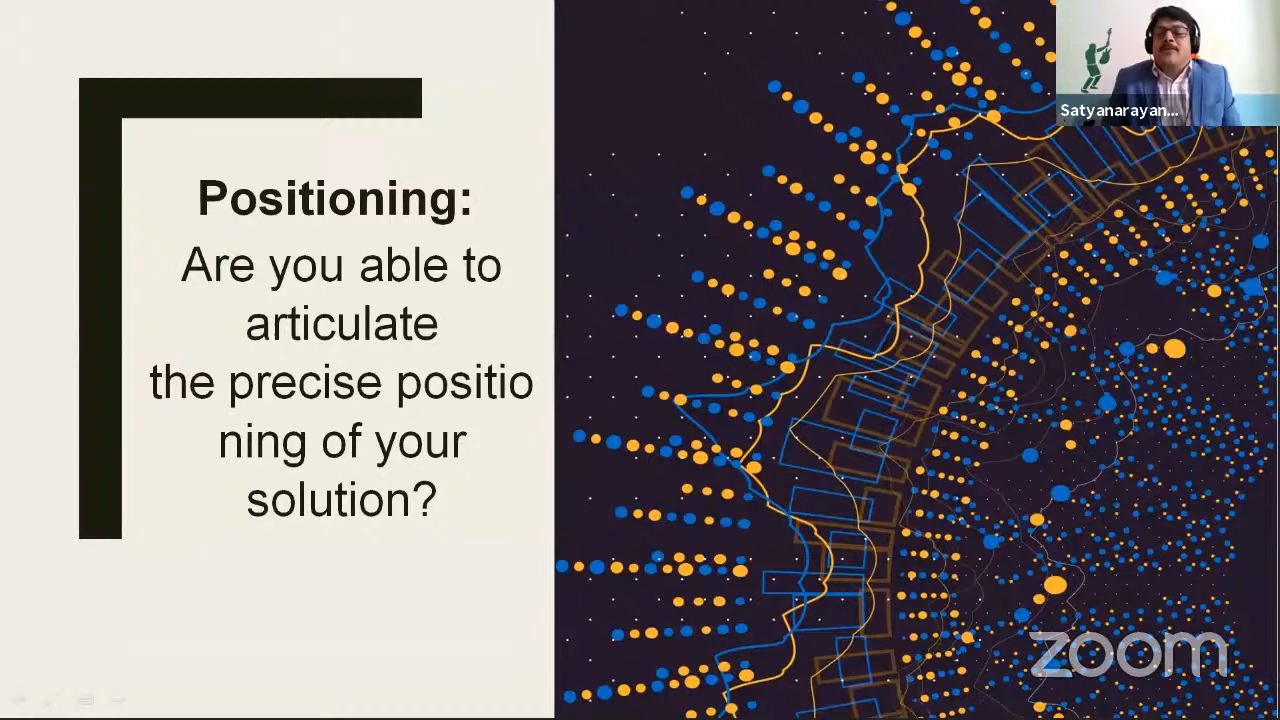 Positioning:
Are you able to
articulate
the precise positio
ning of your
solution?
Satyanarayan...
zoom